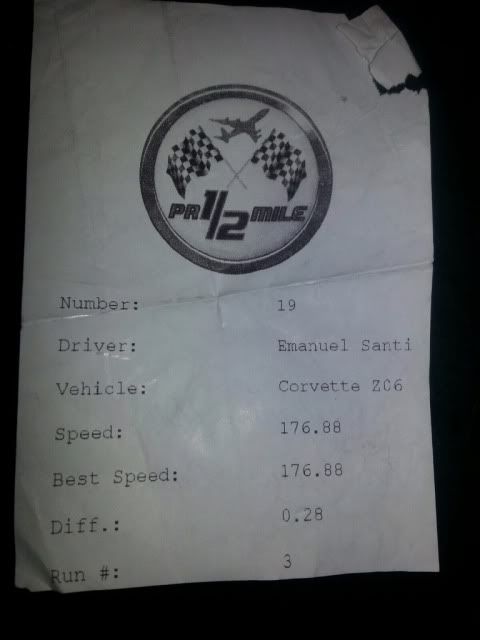 PR 1/2 MILE
Number: 19
Driver: Emanuel Santi
Vehicle: Corvette Z06
Speed: 176.88
Best Speed: 176.88
Diff.: 0.28
Run #: 3